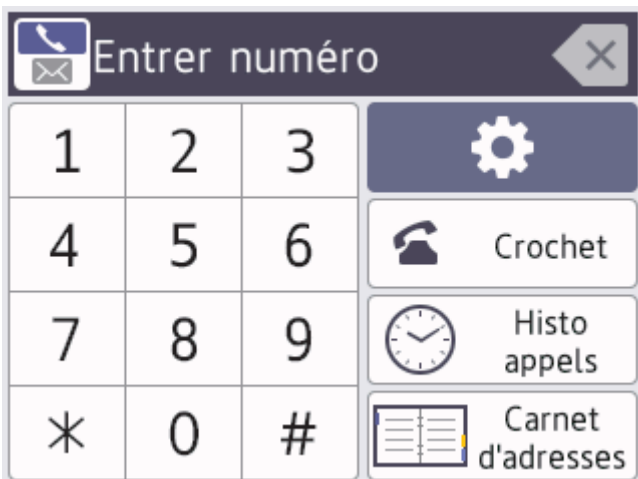 Entrer numéro
1 2 3
4 5 6
Crochet
7 8 9
Histo
appels
* 0 #
Carnet
d'adresses